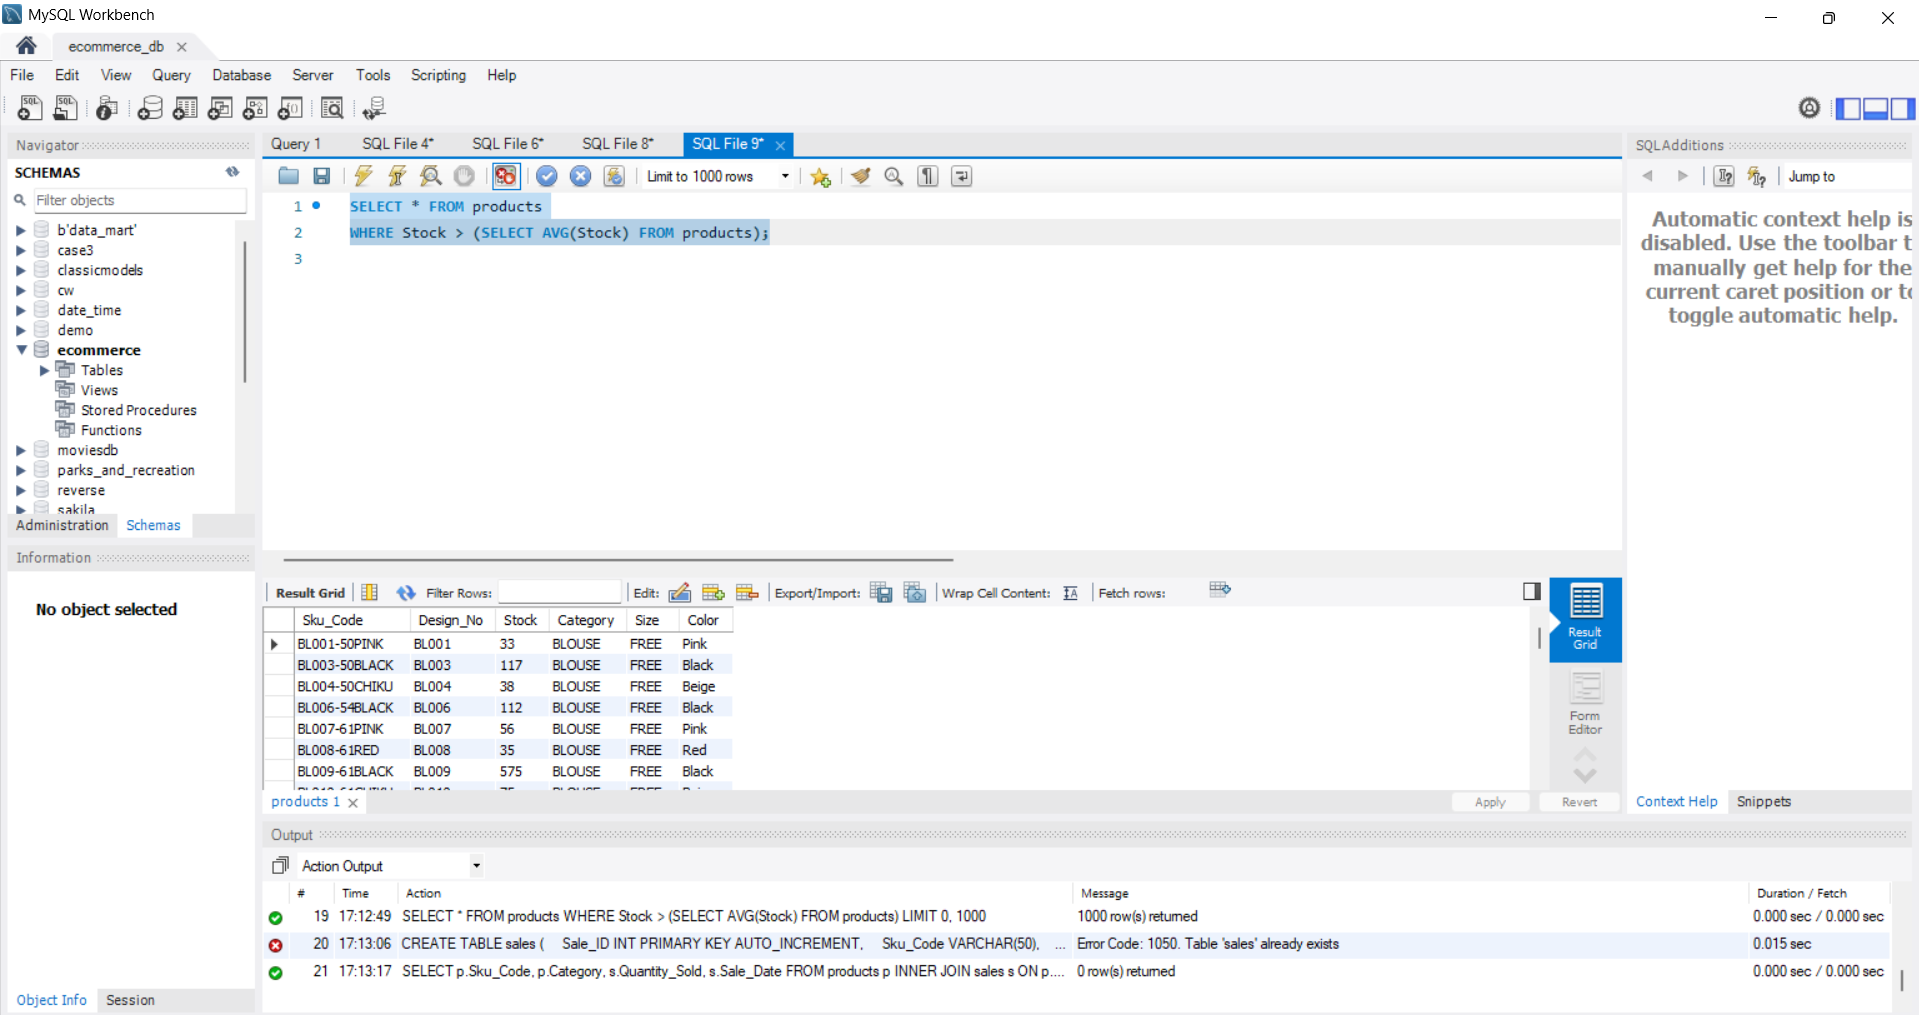 MySQL Workbench
ecommerce_db
File Edit View Query Database Server Tools Scripting Help
Navigator
SCHEMAS
Filter objects
b'data_mart'
case3
classicmodels
cw
date_time
demo
ecommerce
Tables
Views
Stored Procedures
Functions
moviesdb
parks_and_recreation
reverse
sakila
Administration Schemas
Information
No object selected
Object Info Session
Query 1 SQL File 4* SQL File 6* SQL File 8* SQL File 9*
Limit to 1000 rows
1 SELECT * FROM products
2 WHERE Stock > (SELECT AVG(Stock) FROM products);
3
Result Grid Filter Rows: Edit: Export/Import: Wrap Cell Content: Fetch rows:
Sku_Code Design_No Stock Category Size Color
BL001-50PINK BL001 33 BLOUSE FREE Pink
BL003-50BLACK BL003 117 BLOUSE FREE Black
BL004-50CHIKU BL004 38 BLOUSE FREE Beige
BL006-54BLACK BL006 112 BLOUSE FREE Black
BL007-61PINK BL007 56 BLOUSE FREE Pink
BL008-61RED BL008 35 BLOUSE FREE Red
BL009-61BLACK BL009 575 BLOUSE FREE Black
Result Grid
Form Editor
products 1
Apply Revert
SQLAdditions
Jump to
Automatic context help is
disabled. Use the toolbar t
manually get help for the
current caret position or to
toggle automatic help.
Context Help Snippets
Output
Action Output
# Time Action Message Duration / Fetch
19 17:12:49 SELECT * FROM products WHERE Stock > (SELECT AVG(Stock) FROM products) LIMIT 0, 1000 1000 row(s) returned 0.000 sec / 0.000 sec
20 17:13:06 CREATE TABLE sales ( Sale_ID INT PRIMARY KEY AUTO_INCREMENT, Sku_Code VARCHAR(50), ... Error Code: 1050. Table 'sales' already exists 0.015 sec
21 17:13:17 SELECT p.Sku_Code, p.Category, s.Quantity_Sold, s.Sale_Date FROM products p INNER JOIN sales s ON p.... 0 row(s) returned 0.000 sec / 0.000 sec